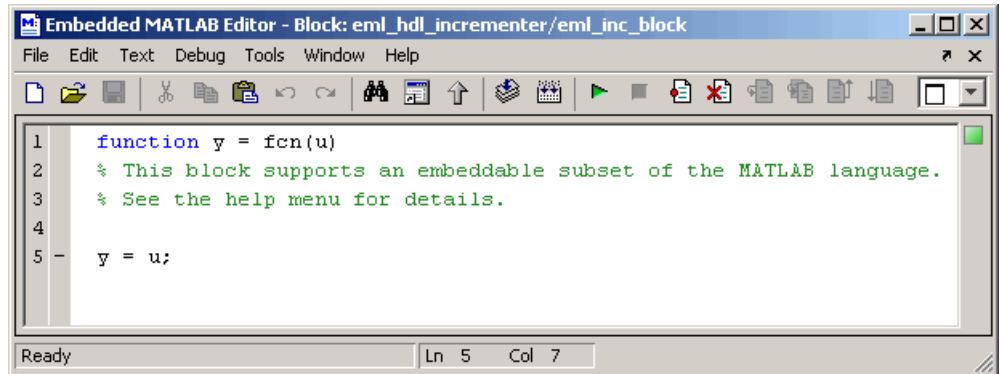 Embedded MATLAB Editor - Block: eml_hdl_incrementer/eml_inc_block
File Edit Text Debug Tools Window Help
1 function y = fcn(u)
2 % This block supports an embeddable subset of the MATLAB language.
3 % See the help menu for details.
4
5 - y = u;
Ready Ln 5 Col 7